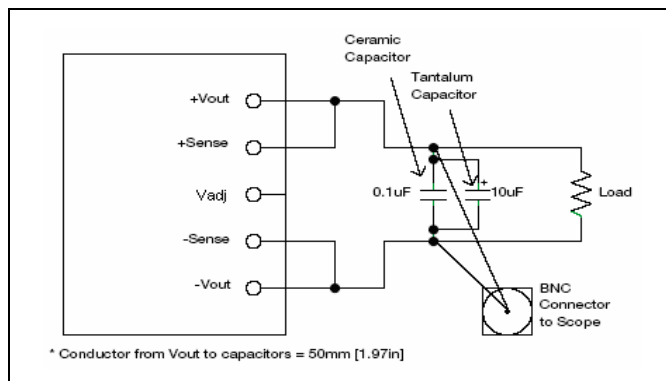 Ceramic
Capacitor
Tantalum
Capacitor
+Vout
+Sense
Vadj
-Sense
-Vout
0.1uF
+
10uF
Load
BNC
Connector
to Scope
* Conductor from Vout to capacitors = 50mm [1.97in]